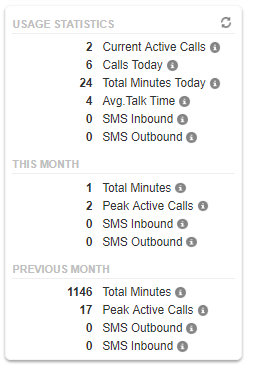 USAGE STATISTICS
2 Current Active Calls
6 Calls Today
24 Total Minutes Today
4 Avg.Talk Time
0 SMS Inbound
0 SMS Outbound
THIS MONTH
1 Total Minutes
2 Peak Active Calls
0 SMS Inbound
0 SMS Outbound
PREVIOUS MONTH
1146 Total Minutes
17 Peak Active Calls
0 SMS Outbound
0 SMS Inbound